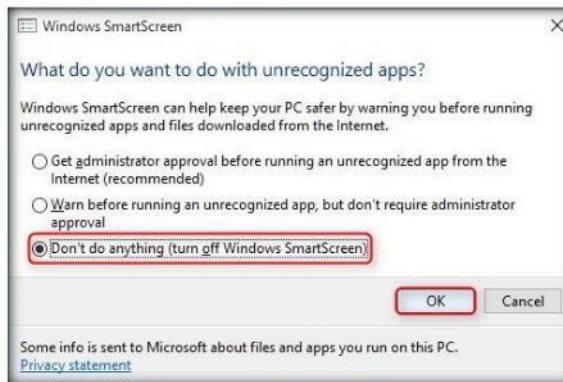 Windows SmartScreen
What do you want to do with unrecognized apps?
Windows SmartScreen can help keep your PC safer by warning you before running
unrecognized apps and files downloaded from the Internet.
Get administrator approval before running an unrecognized app from the
Internet (recommended)
Warn before running an unrecognized app, but don't require administrator
approval
Don't do anything (turn off Windows SmartScreen)
OK
Cancel
Some info is sent to Microsoft about files and apps you run on this PC.
Privacy statement